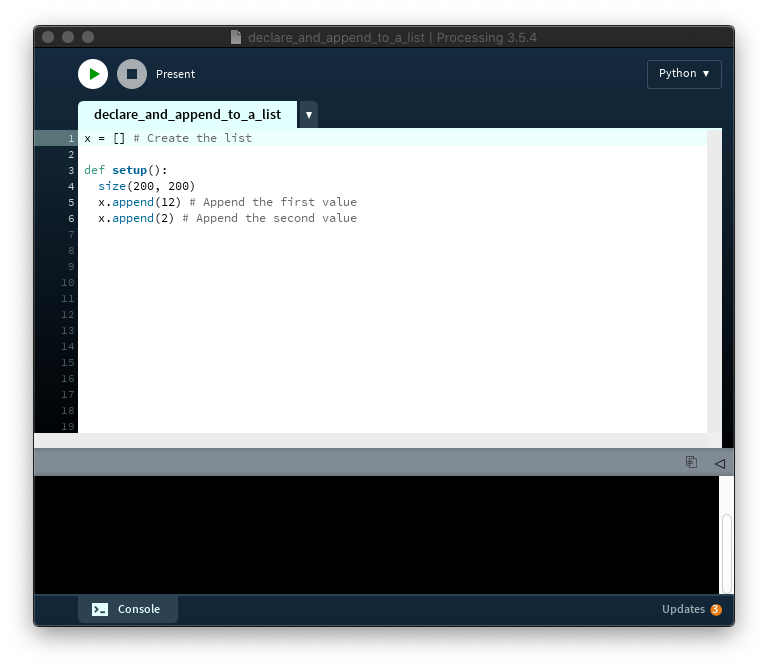 declare_and_append_to_a_list | Processing 3.5.4
Present
Python ▼
declare_and_append_to_a_list ▼
1 x = [] # Create the list
2
3 def setup():
4   size(200, 200)
5   x.append(12) # Append the first value
6   x.append(2) # Append the second value
7
8
9
10
11
12
13
14
15
16
17
18
19
Console
Updates 3